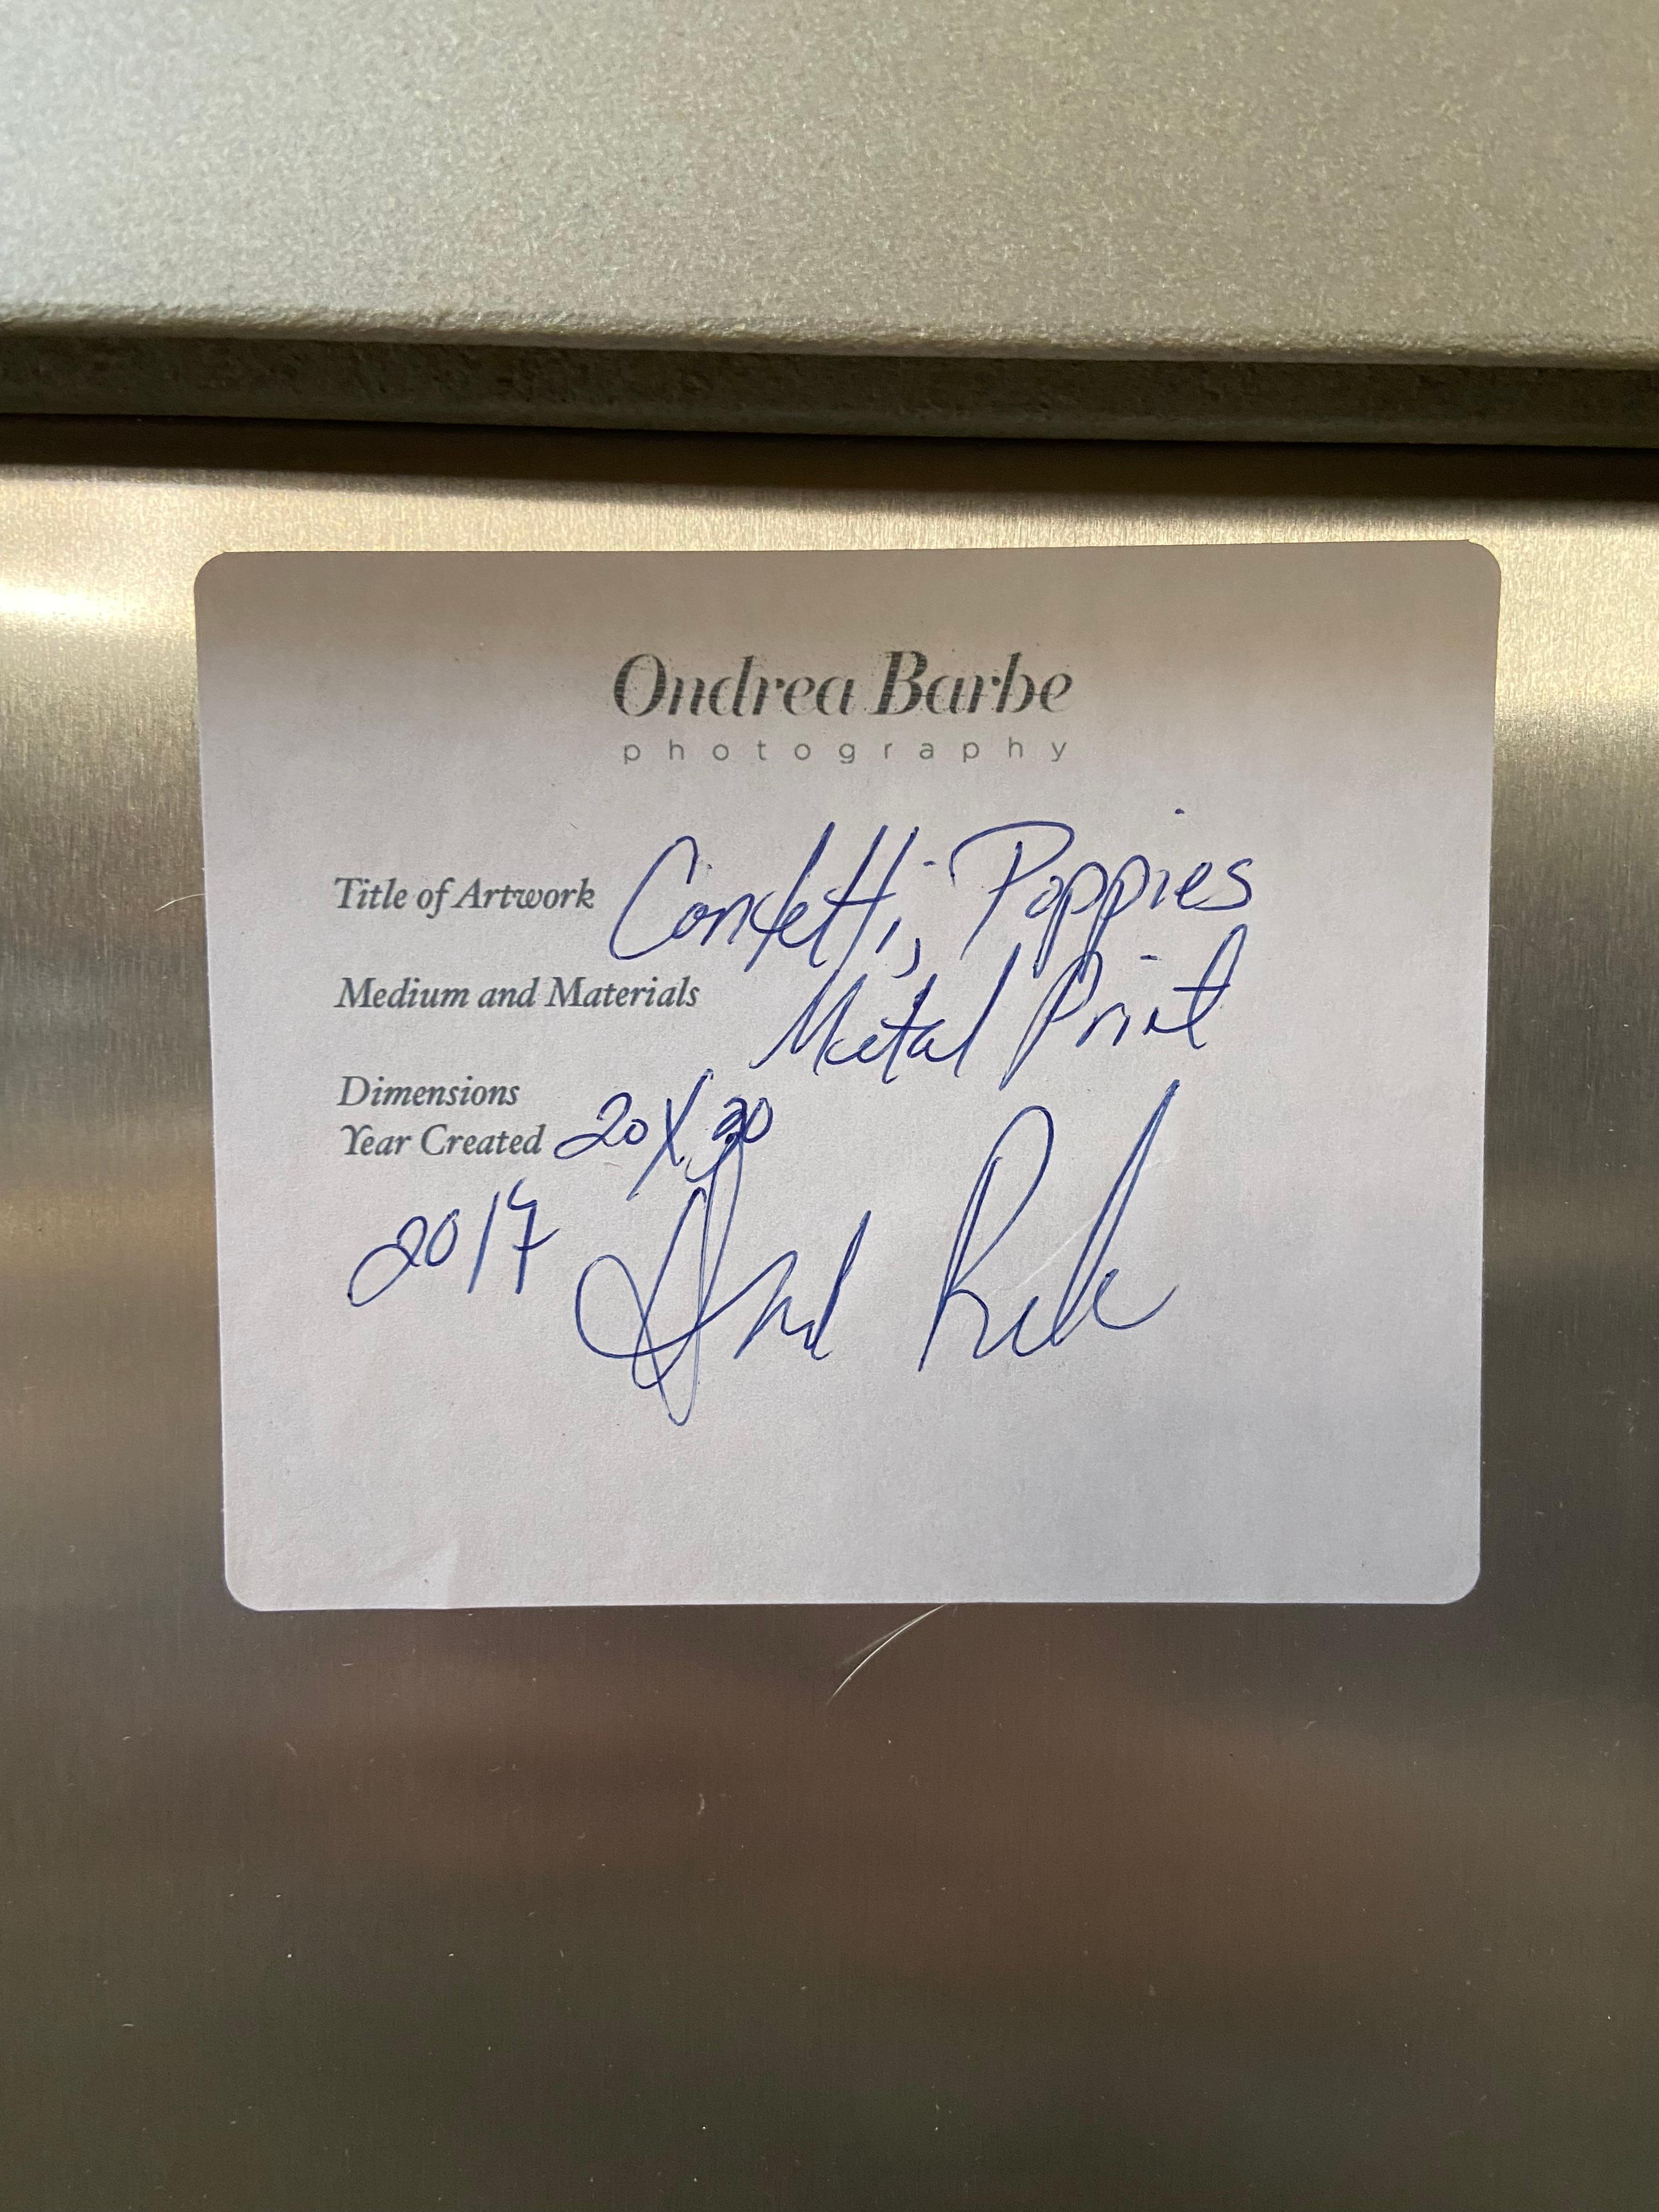 Ondrea Barbe
photography
Title of Artwork Confetti, Poppies
Medium and Materials Metal Print
Dimensions
Year Created 20X30
2017